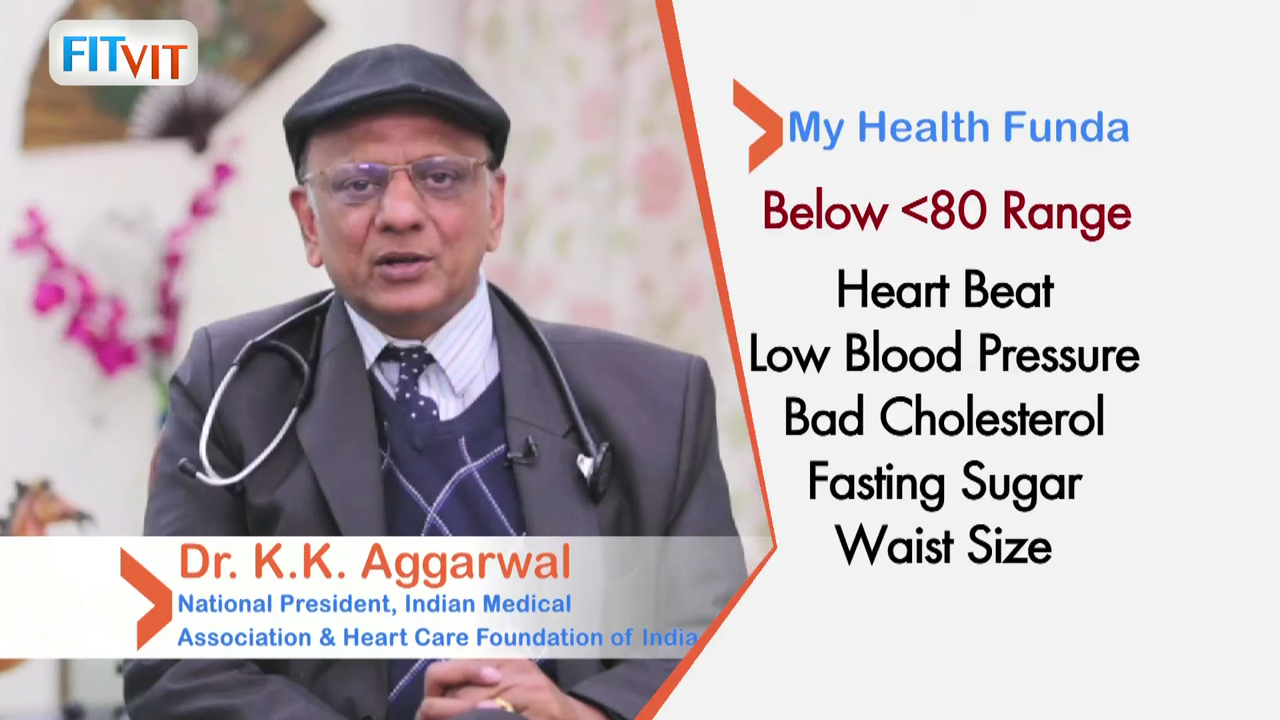 FITVIT
My Health Funda
Below <80 Range
Heart Beat
Low Blood Pressure
Bad Cholesterol
Fasting Sugar
Waist Size
Dr. K.K. Aggarwal
National President, Indian Medical
Association & Heart Care Foundation of India